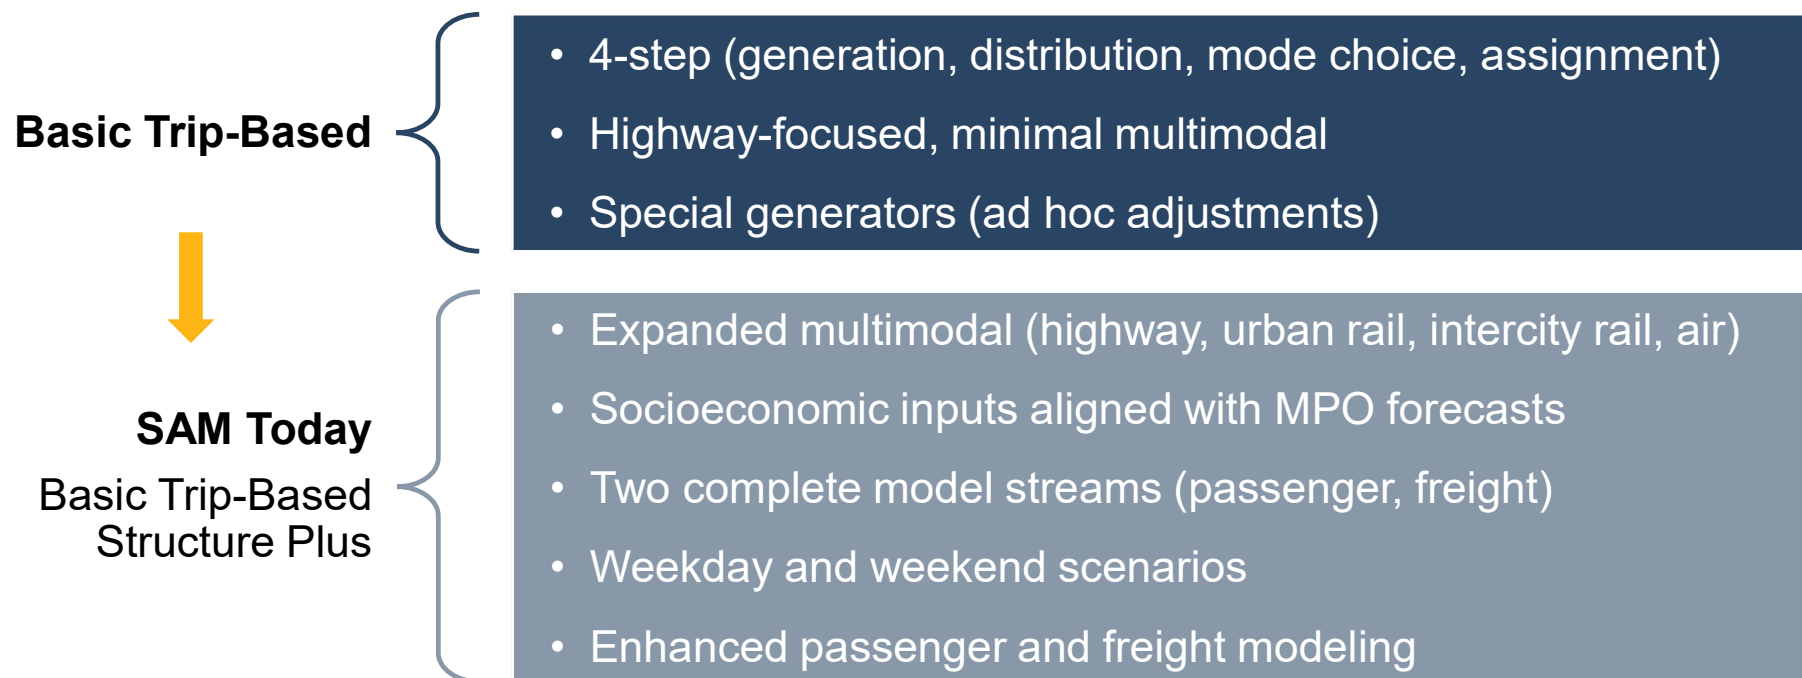 Basic Trip-Based
• 4-step (generation, distribution, mode choice, assignment)
• Highway-focused, minimal multimodal
• Special generators (ad hoc adjustments)
SAM Today
Basic Trip-Based
Structure Plus
• Expanded multimodal (highway, urban rail, intercity rail, air)
• Socioeconomic inputs aligned with MPO forecasts
• Two complete model streams (passenger, freight)
• Weekday and weekend scenarios
• Enhanced passenger and freight modeling